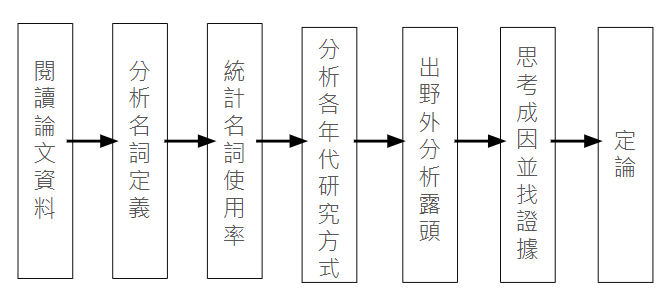 閱讀論文資料
分析名詞定義
統計名詞使用率
分析各年代研究方式
出野外分析露頭
思考成因並找證據
定論